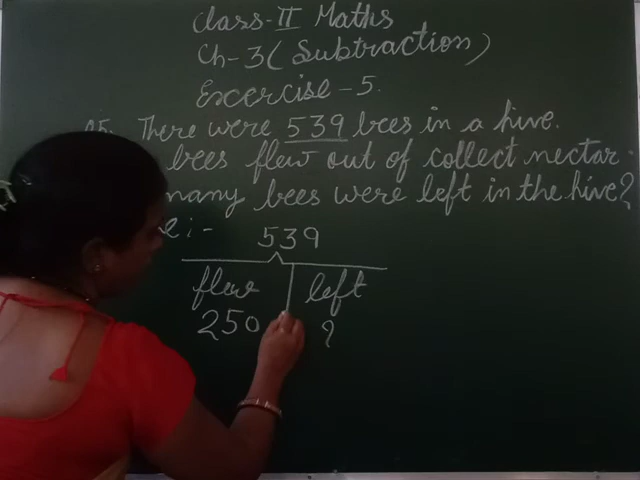 Class-II Maths
Ch-3 (Subtraction)
Excercise-5.
Q5. There were 539 bees in a hive.
bees flew out of collect nectar.
many bees were left in the hive?
:- 539
flew left
250 ?